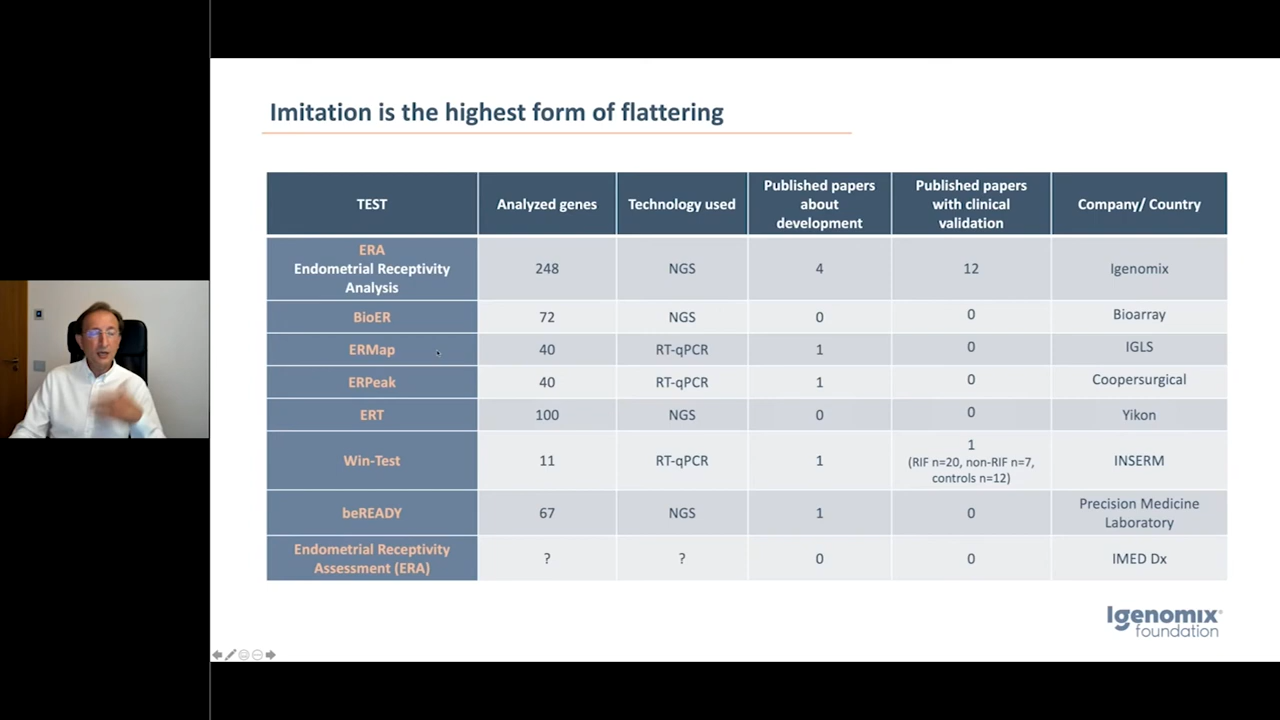 Imitation is the highest form of flattering
TEST
Analyzed genes
Technology used
Published papers
about
development
Published papers
with clinical
validation
Company/ Country
ERA
Endometrial Receptivity
Analysis
248
NGS
4
12
Igenomix
BioER
72
NGS
0
0
Bioarray
ERMap
40
RT-qPCR
1
0
IGLS
ERPeak
40
RT-qPCR
1
0
Coopersurgical
ERT
100
NGS
0
0
Yikon
Win-Test
11
RT-qPCR
1
1
(RIF n=20, non-RIF n=7,
controls n=12)
INSERM
beREADY
67
NGS
1
0
Precision Medicine
Laboratory
Endometrial Receptivity
Assessment (ERA)
?
?
0
0
IMED Dx
Igenomix
foundation